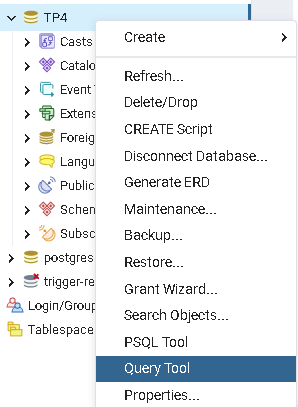 TP4
Casts
Catalo
Event T
Extens
Foreig
Langu
Public
Schen
Subsc
postgres
trigger-re
Login/Group
Tablespace
Create
Refresh...
Delete/Drop
CREATE Script
Disconnect Database...
Generate ERD
Maintenance...
Backup...
Restore...
Grant Wizard...
Search Objects...
PSQL Tool
Query Tool
Properties...